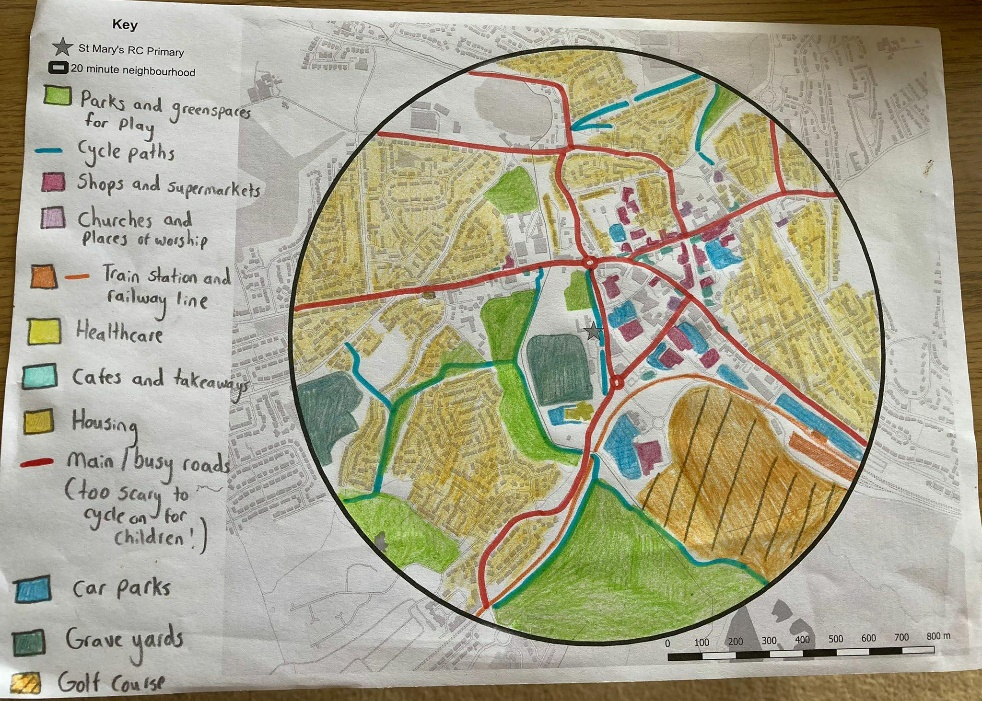 Key
St Mary's RC Primary
20 minute neighbourhood
Parks and greenspaces
for play
Cycle paths
Shops and supermarkets
Churches and
places of worship
Train station and
railway line
Healthcare
Cafes and takeaways
Housing
Main / busy roads
(too scary to
cycle on for
children!)
Car parks
Grave yards
Golf Course
0 100 200 300 400 500 600 700 800 m